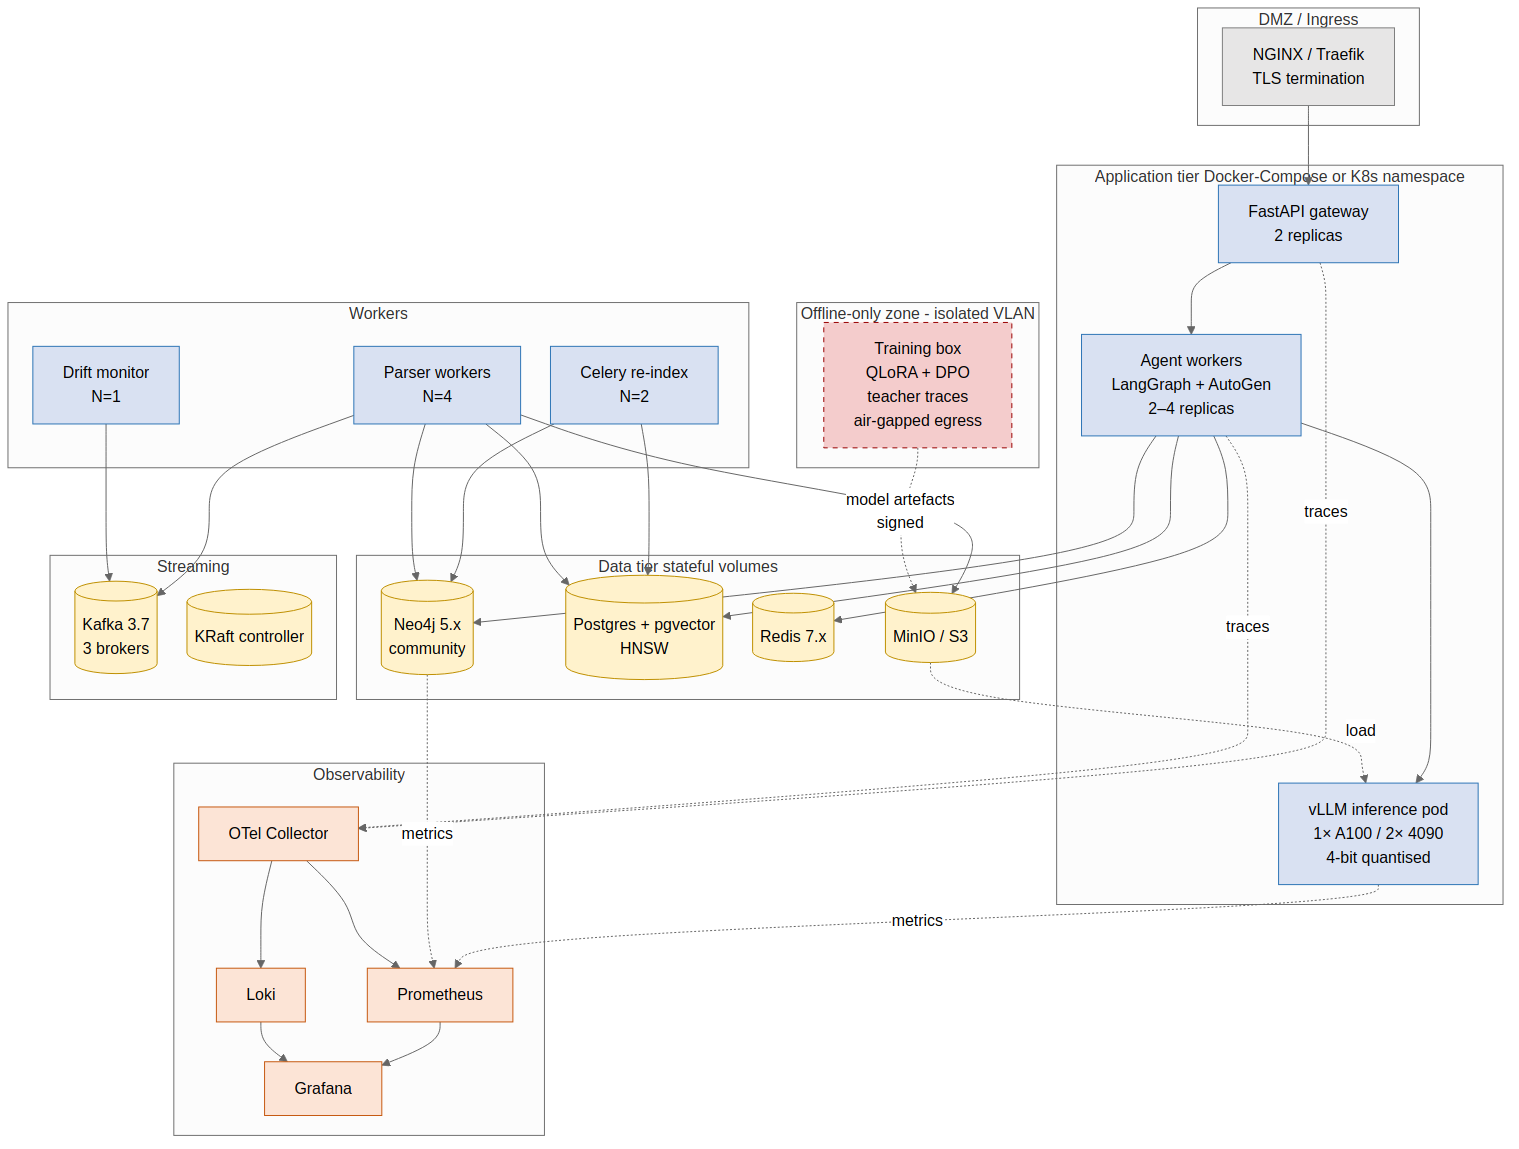 DMZ / Ingress
NGINX / Traefik
TLS termination
Application tier Docker-Compose or K8s namespace
FastAPI gateway
2 replicas
Workers
Drift monitor
N=1
Parser workers
N=4
Celery re-index
N=2
Offline-only zone - isolated VLAN
Training box
QLoRA + DPO
teacher traces
air-gapped egress
Agent workers
LangGraph + AutoGen
2–4 replicas
model artefacts
signed
traces
Streaming
Kafka 3.7
3 brokers
KRaft controller
Data tier stateful volumes
Neo4j 5.x
community
Postgres + pgvector
HNSW
Redis 7.x
MinIO / S3
traces
load
Observability
OTel Collector
metrics
vLLM inference pod
1× A100 / 2× 4090
4-bit quantised
metrics
Loki
Prometheus
Grafana